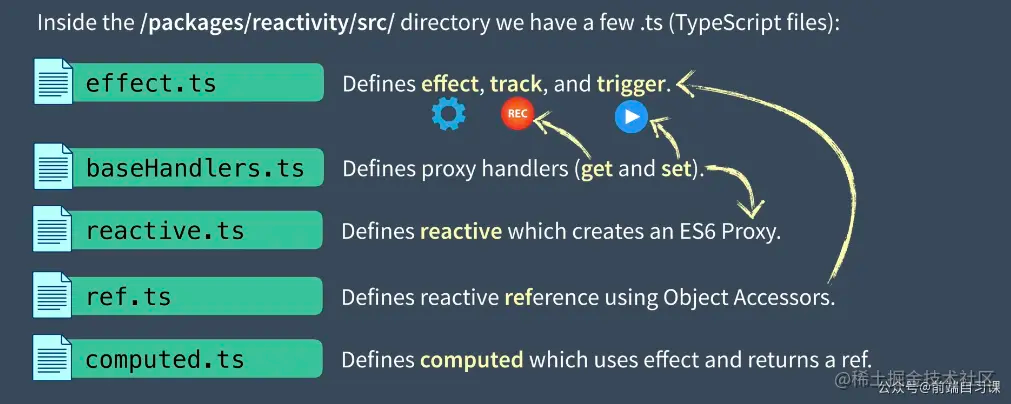 Inside the /packages/reactivity/src/ directory we have a few .ts (TypeScript files):
effect.ts Defines effect, track, and trigger.
REC
baseHandlers.ts Defines proxy handlers (get and set).
reactive.ts Defines reactive which creates an ES6 Proxy.
ref.ts Defines reactive reference using Object Accessors.
computed.ts Defines computed which uses effect and returns a ref.
@稀土掘金技术社区
公众号@前端自习课